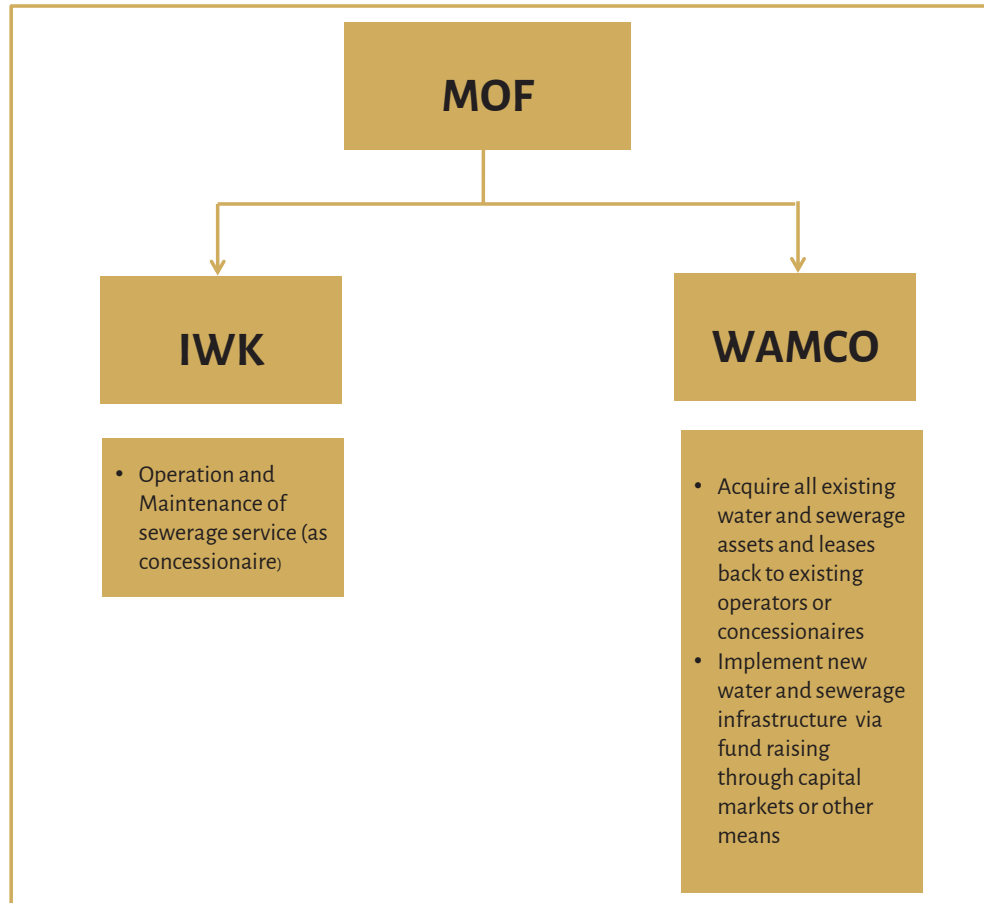 MOF
IWK
WAMCO
• Operation and
Maintenance of
sewerage service (as
concessionaire)
• Acquire all existing
water and sewerage
assets and leases
back to existing
operators or
concessionaires
• Implement new
water and sewerage
infrastructure via
fund raising
through capital
markets or other
means